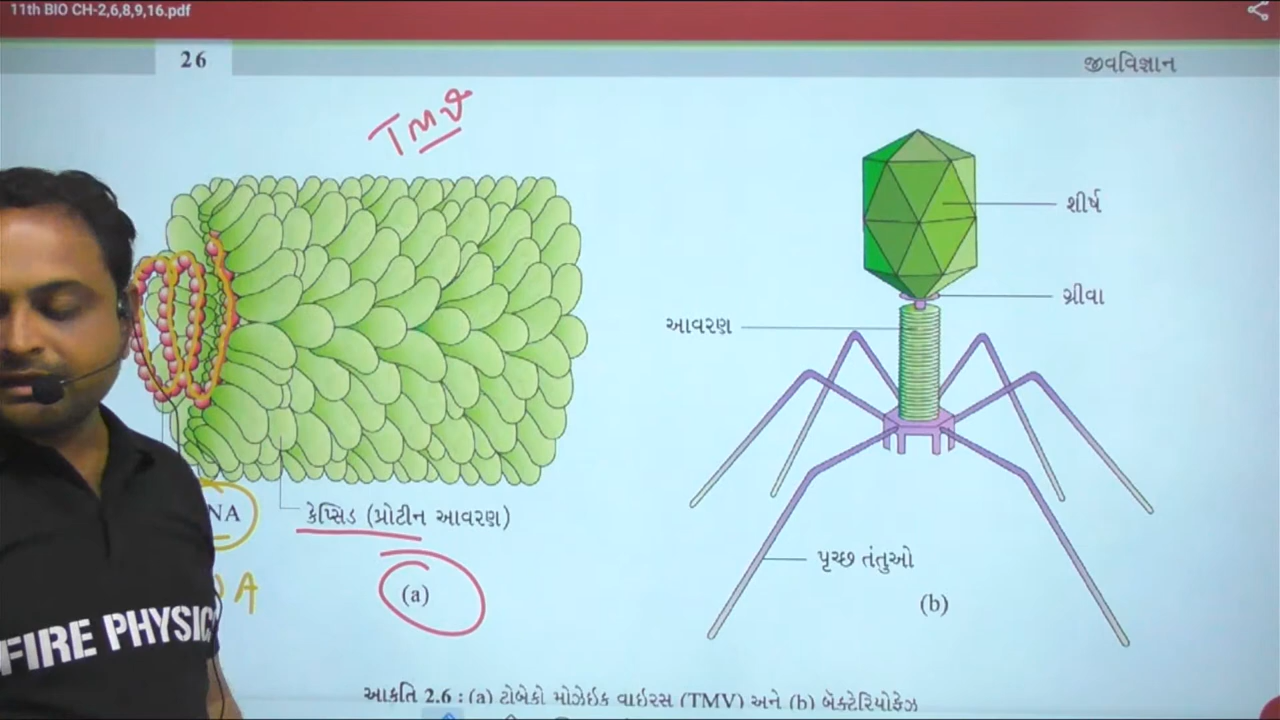 11th BIO CH-2,6,8,9,16.pdf
26
જીવવિજ્ઞાન
TMV
શીર્ષ
ગ્રીવા
આવરણ
NA
કેપ્સિડ (પ્રોટીન આવરણ)
(a)
પૃચ્છ તંતુઓ
(b)
A
FIRE PHYSIC
આકૃતિ 2.6 : (a) ટોબેકો મોઝેઇક વાઇરસ (TMV) અને (b) બૅક્ટેરિયોફેઝ